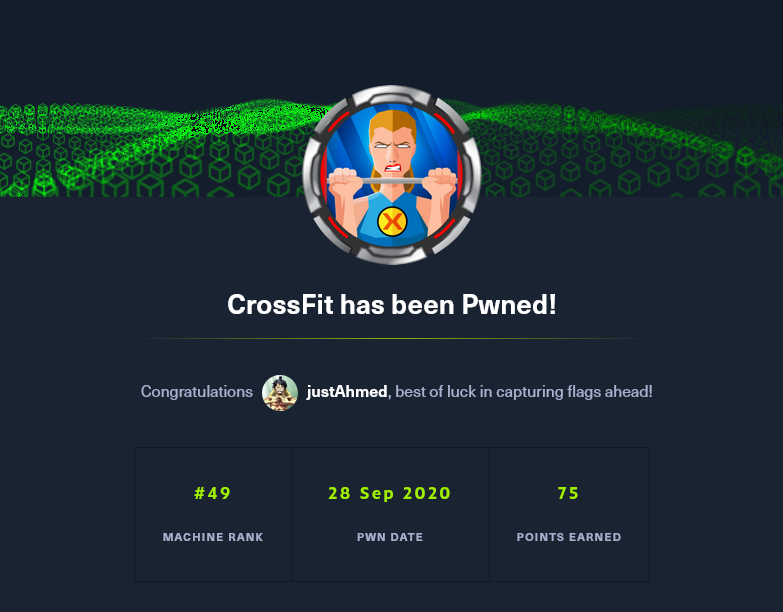 X
CrossFit has been Pwned!
Congratulations justAhmed, best of luck in capturing flags ahead!
#49 28 Sep 2020 75
MACHINE RANK PWN DATE POINTS EARNED